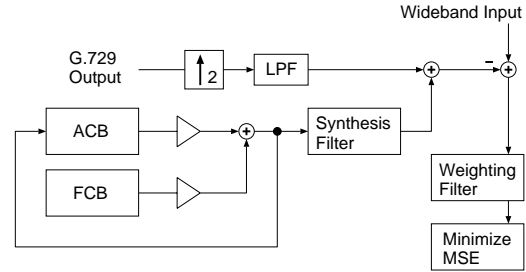 Wideband Input
G.729
Output
2
LPF
+
−
+
ACB
+
Synthesis
Filter
FCB
Weighting
Filter
Minimize
MSE